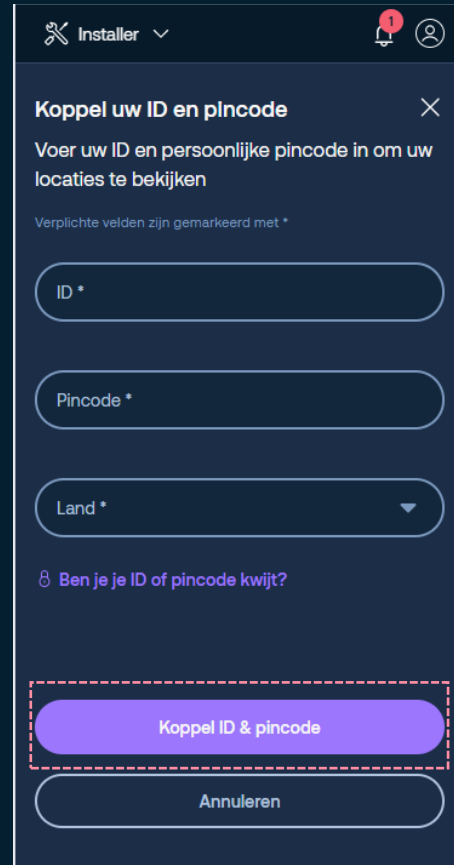 Installer
1
Koppel uw ID en pincode
Voer uw ID en persoonlijke pincode in om uw
locaties te bekijken
Verplichte velden zijn gemarkeerd met *
ID *
Pincode *
Land *
Ben je je ID of pincode kwijt?
Koppel ID & pincode
Annuleren